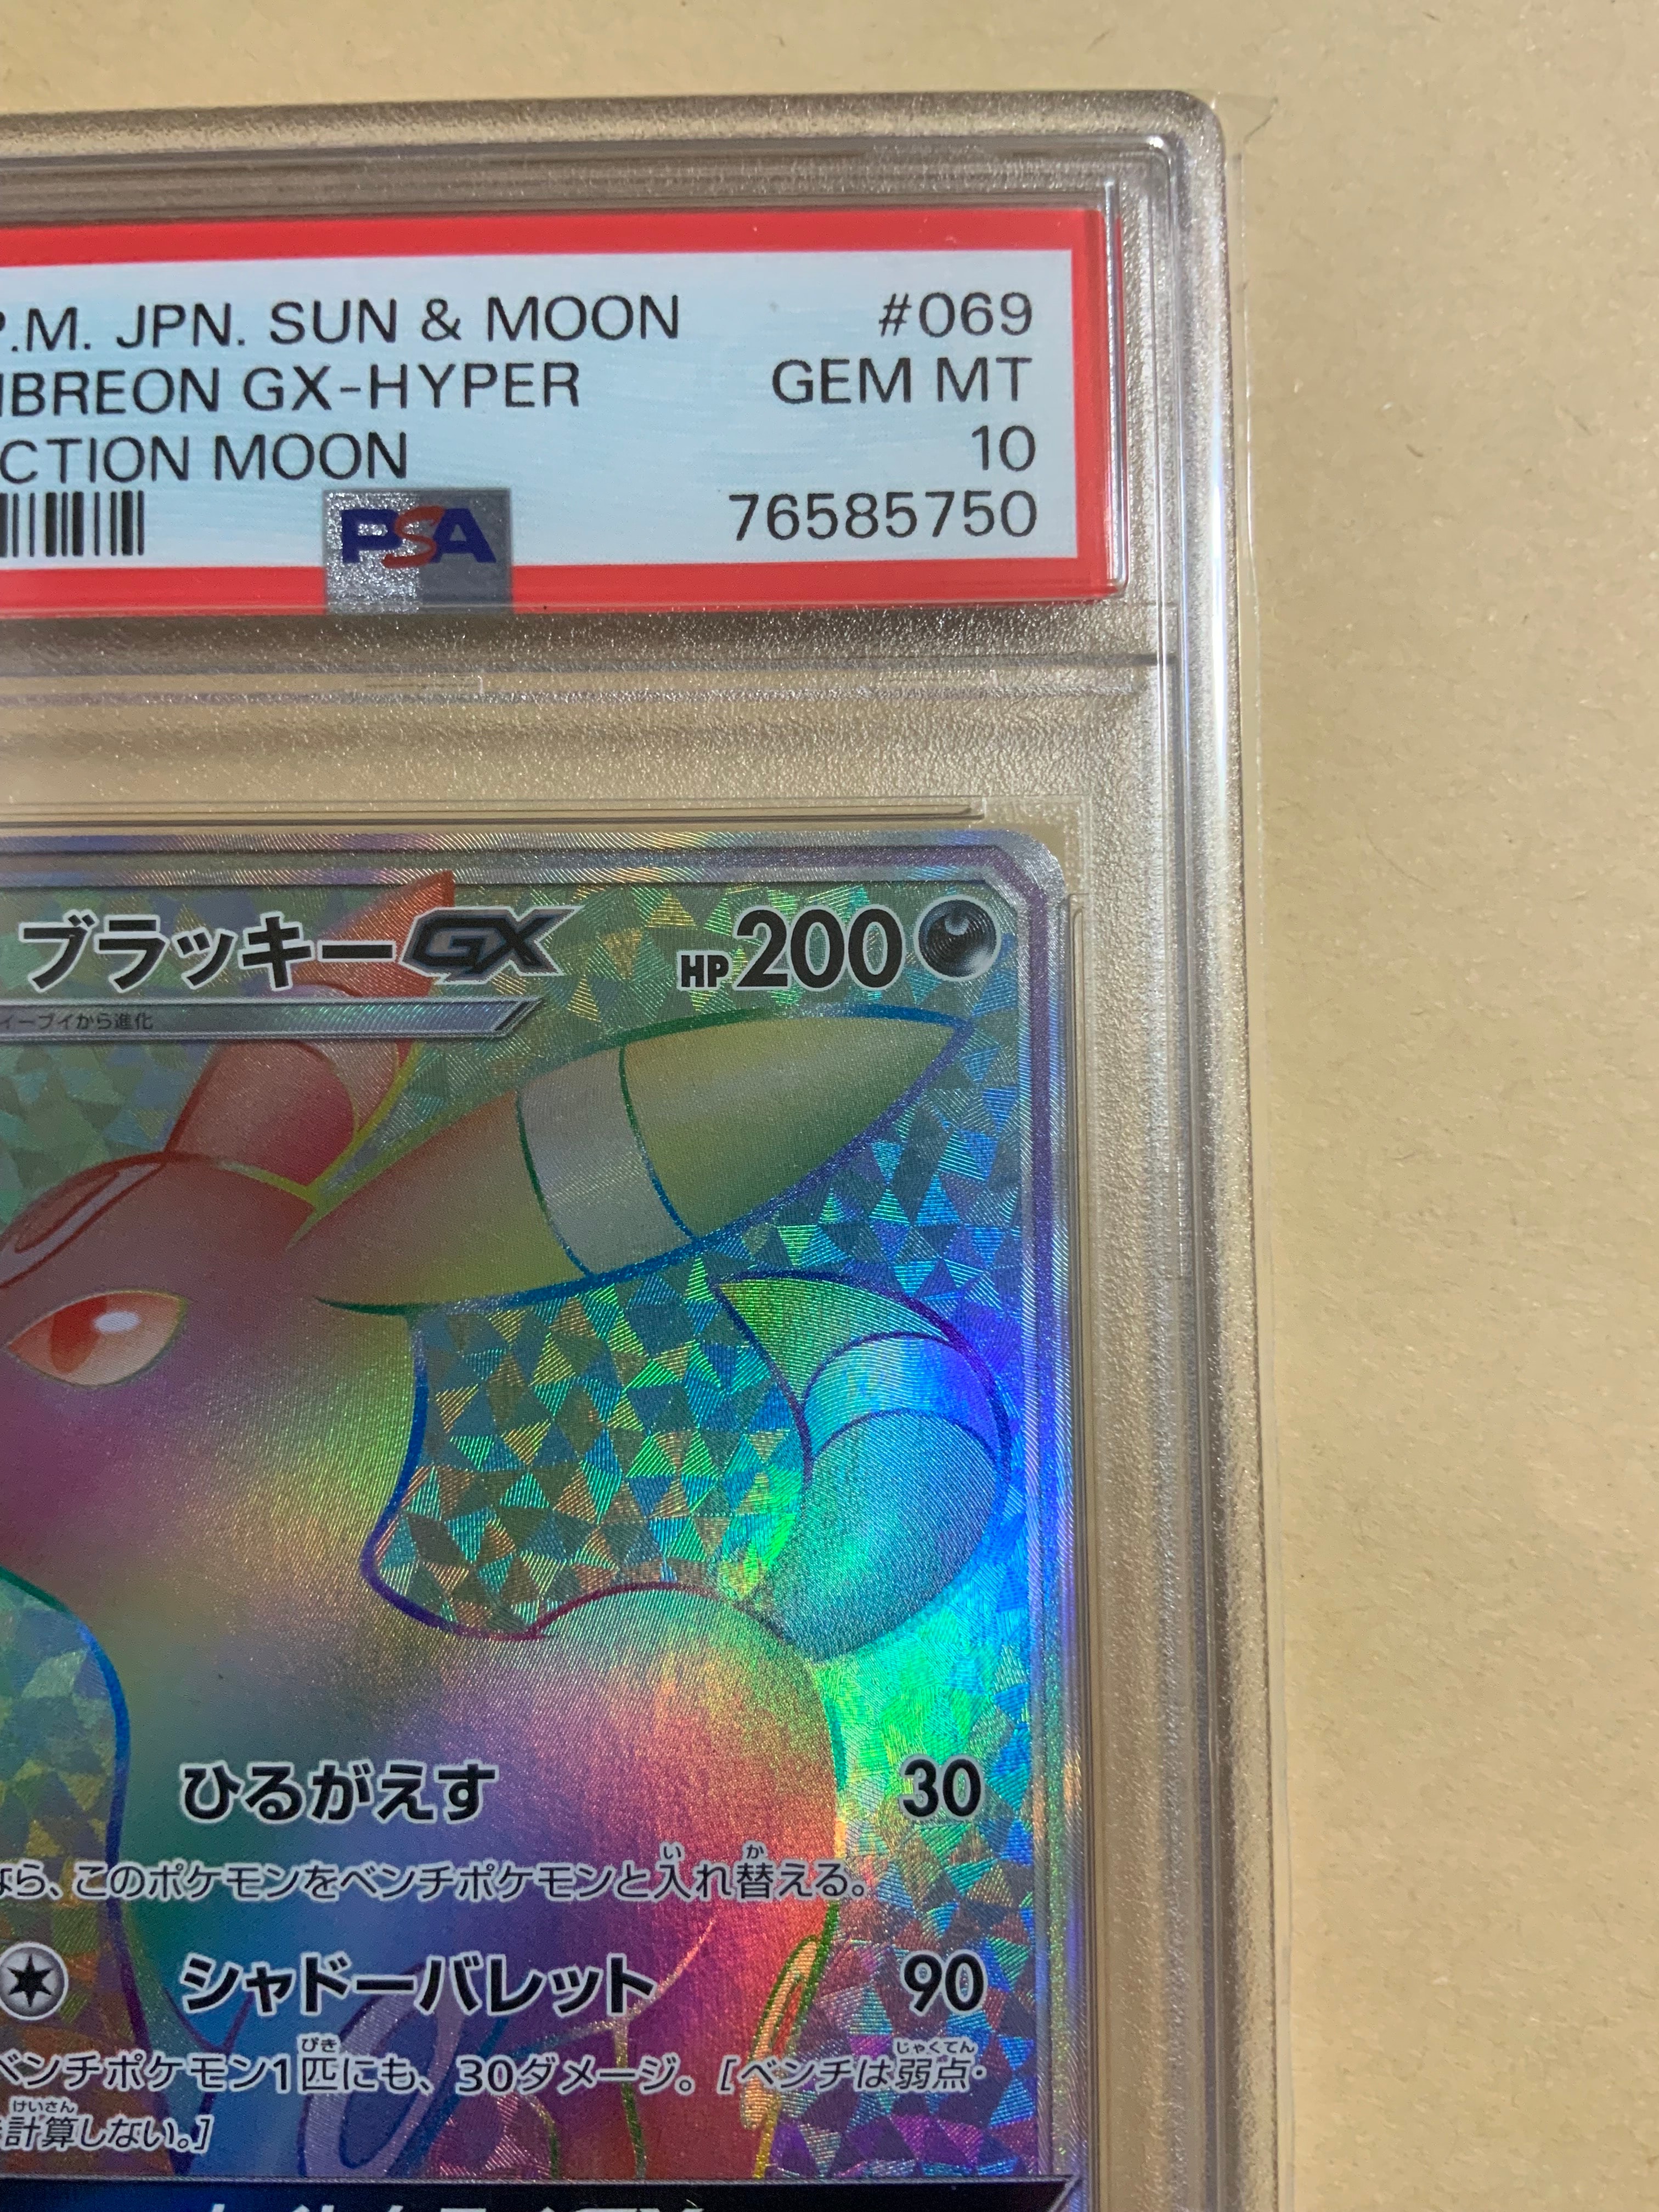 P.M. JPN. SUN & MOON #069
MBREON GX-HYPER GEM MT
CTION MOON 10
PSA 76585750
ブラッキーGX HP200
イーブイから進化
ひるがえす 30
なら、このポケモンをベンチポケモンと入れ替える。
シャドーバレット 90
ベンチポケモン1匹にも、30ダメージ。[ベンチは弱点・
計算しない。]